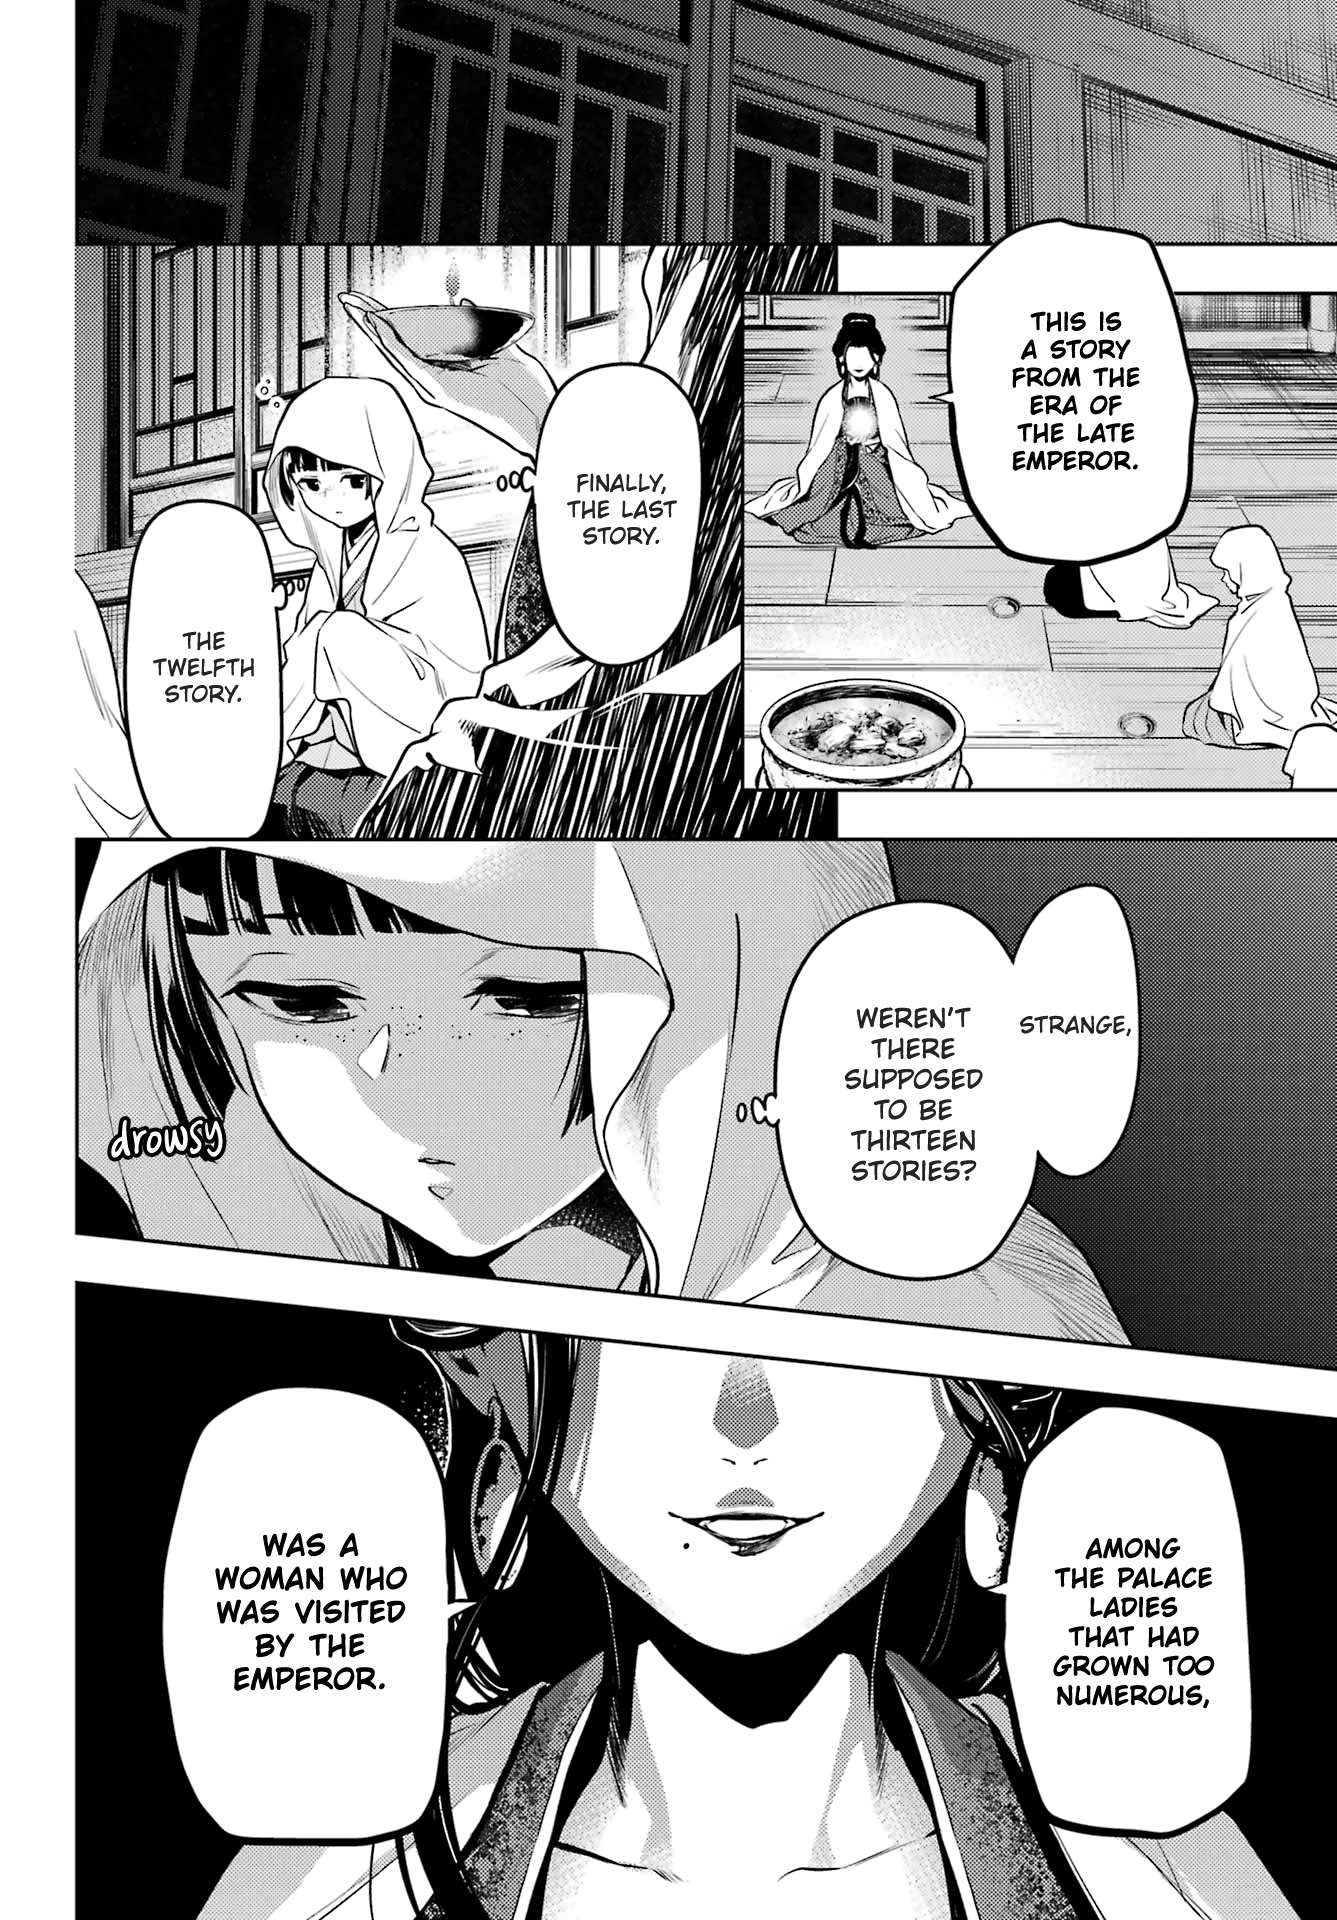 THIS IS
A STORY
FROM THE
ERA OF
THE LATE
EMPEROR.
FINALLY,
THE LAST
STORY.
THE
TWELFTH
STORY.
STRANGE,
WEREN'T
THERE
SUPPOSED
TO BE
THIRTEEN
STORIES?
drowsy
AMONG
THE PALACE
LADIES
THAT HAD
GROWN TOO
NUMEROUS,
WAS A
WOMAN WHO
WAS VISITED
BY THE
EMPEROR.